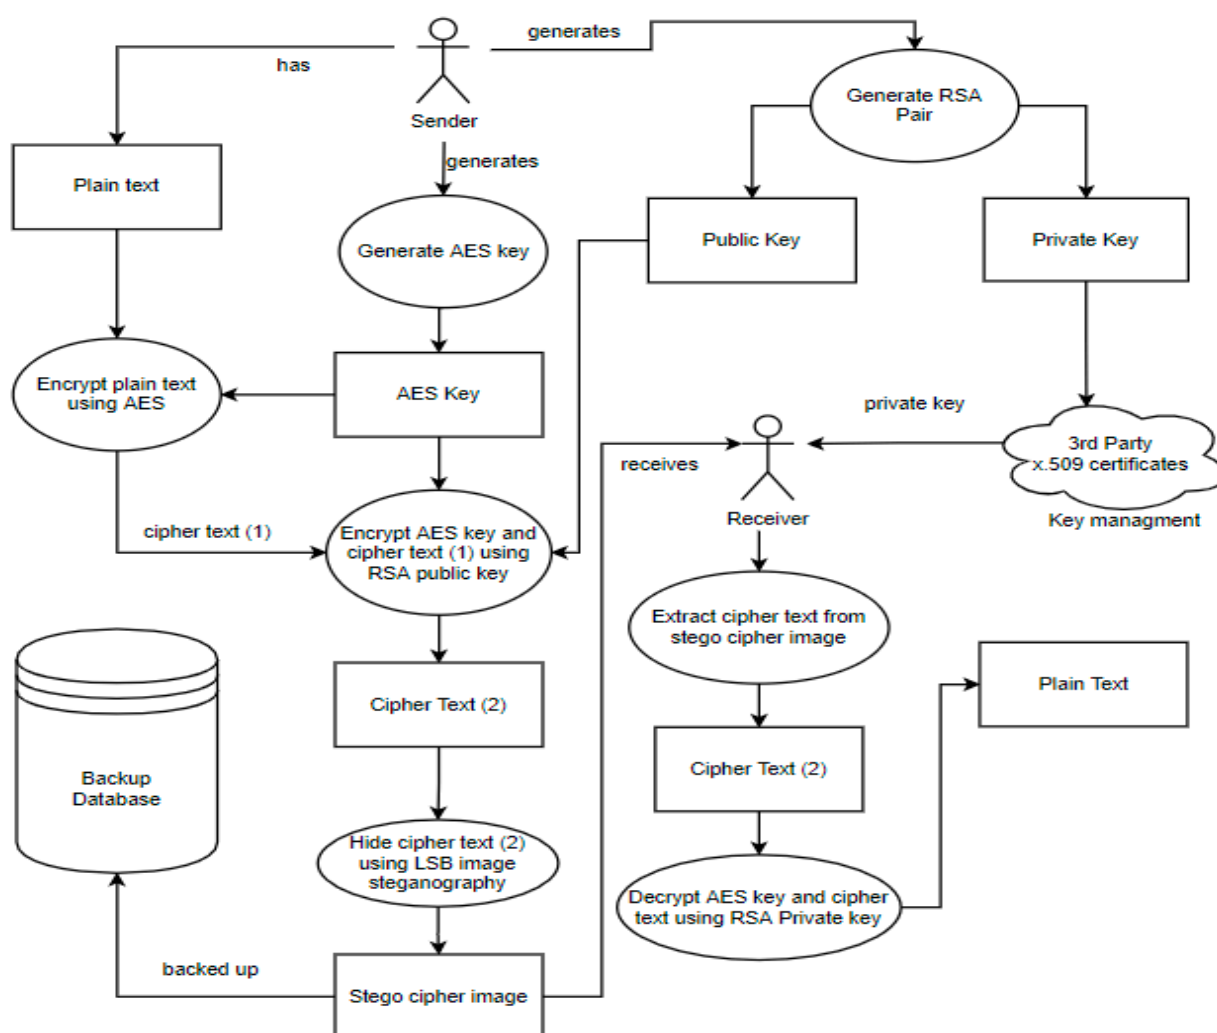 generates
has
Sender
Generate RSA
Pair
generates
Plain text
Generate AES key
Public Key
Private Key
Encrypt plain text
using AES
AES Key
private key
3rd Party
x.509 certificates
receives
Receiver
Key managment
cipher text (1)
Encrypt AES key and
cipher text (1) using
RSA public key
Extract cipher text from
stego cipher image
Plain Text
Cipher Text (2)
Cipher Text (2)
Backup
Database
Hide cipher text (2)
using LSB image
steganography
Decrypt AES key and cipher
text using RSA Private key
backed up
Stego cipher image